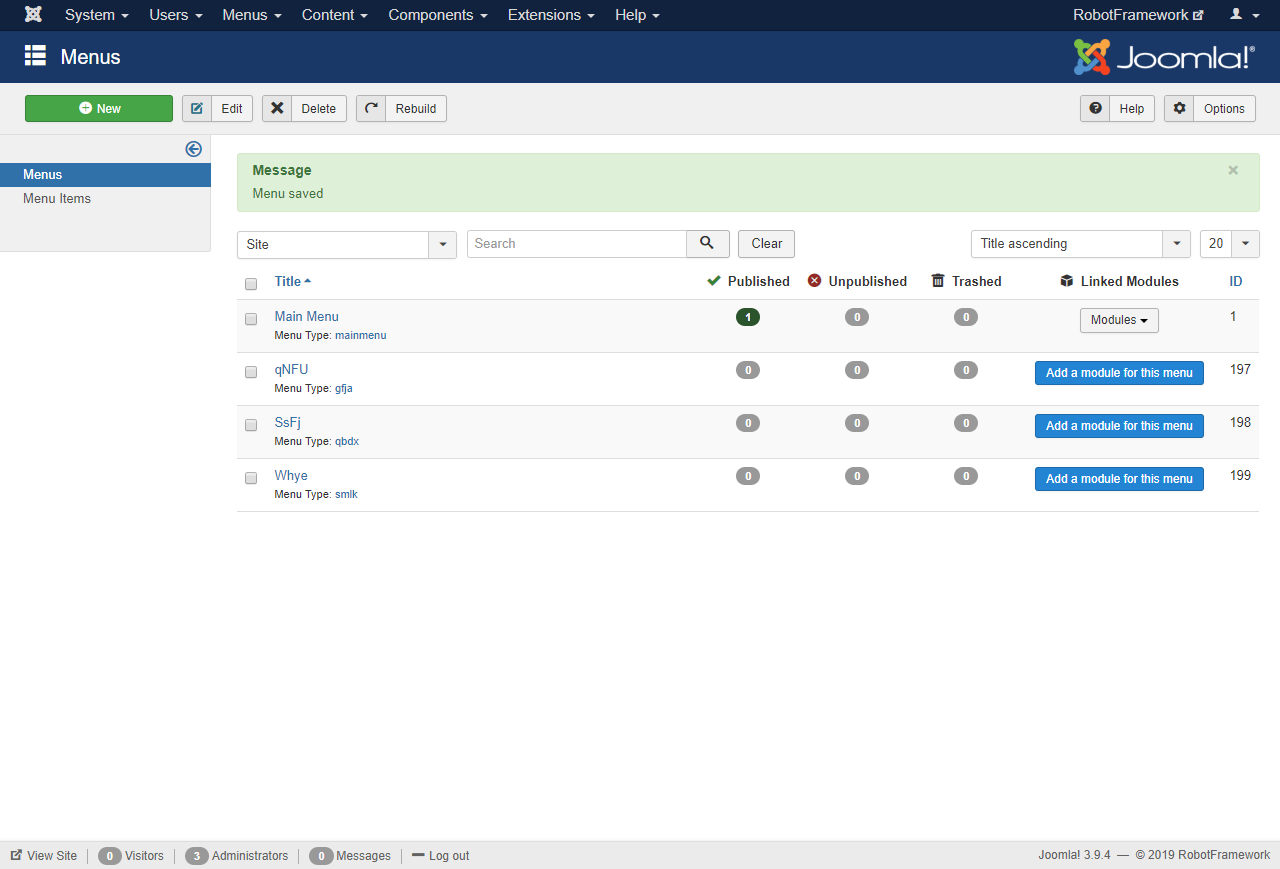 System Users Menus Content Components Extensions Help RobotFramework
Menus Joomla!®
New Edit Delete Rebuild Help Options
Menus
Menu Items
Message ×
Menu saved
Site Search Clear Title ascending 20
Title Published Unpublished Trashed Linked Modules ID
Main Menu 1 0 0 Modules 1
Menu Type: mainmenu
qNFU 0 0 0 Add a module for this menu 197
Menu Type: gfja
SsFj 0 0 0 Add a module for this menu 198
Menu Type: qbdx
Whye 0 0 0 Add a module for this menu 199
Menu Type: smlk
View Site 0 Visitors 3 Administrators 0 Messages Log out Joomla! 3.9.4 — © 2019 RobotFramework